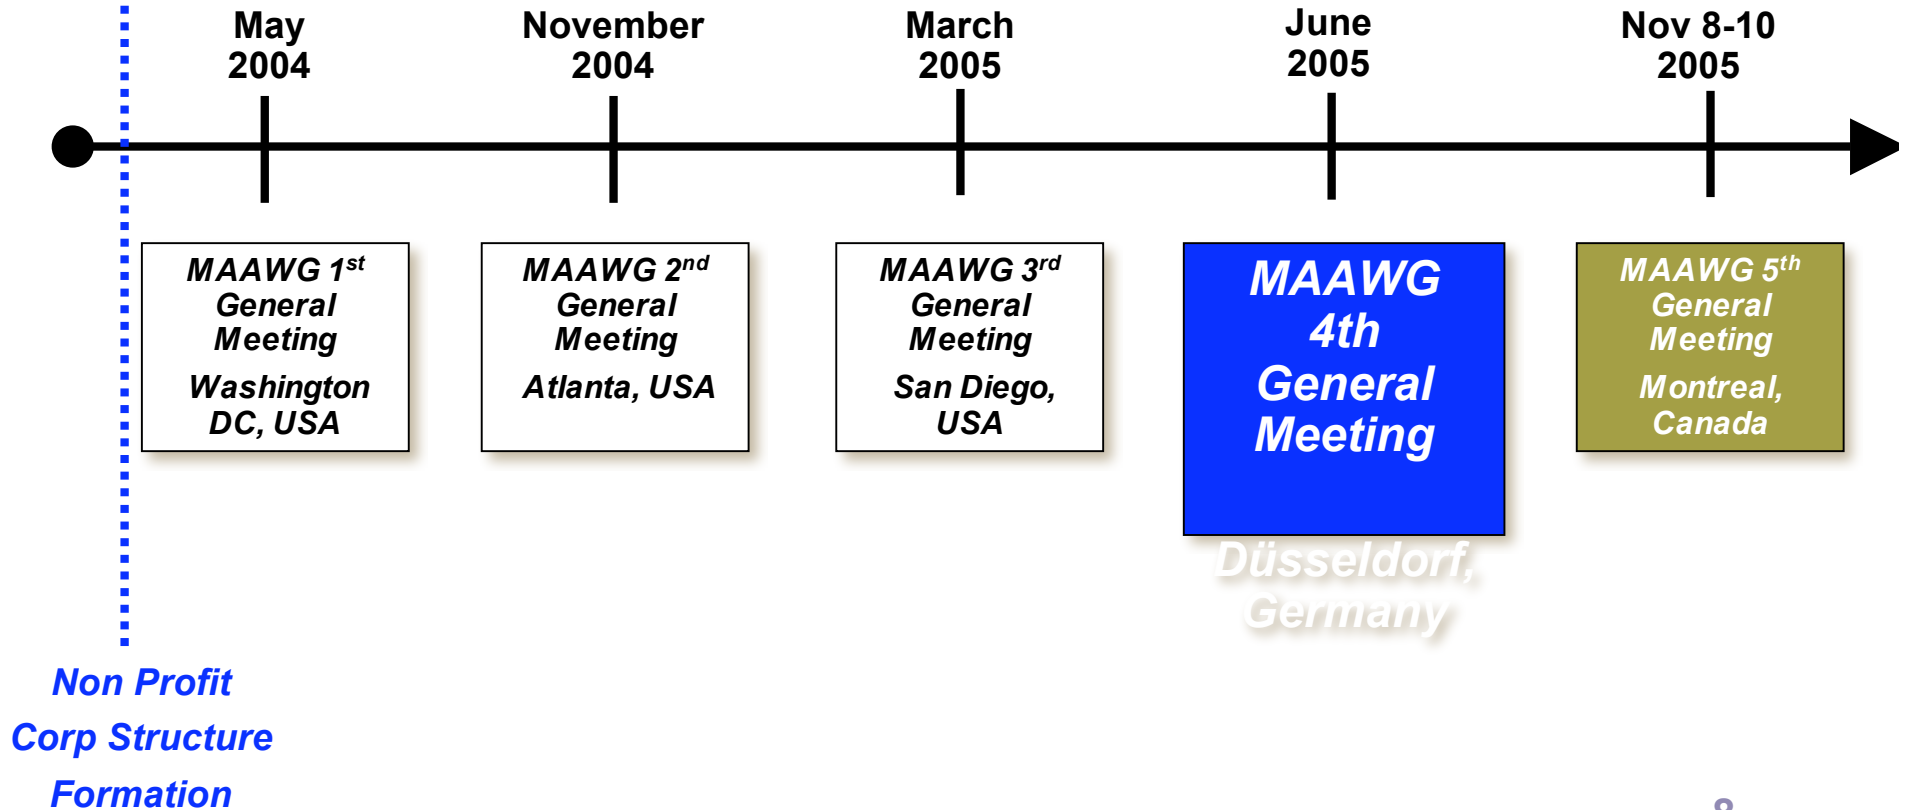 May
2004
November
2004
March
2005
June
2005
Nov 8-10
2005
MAAWG 1st
General
Meeting
Washington
DC, USA
MAAWG 2nd
General
Meeting
Atlanta, USA
MAAWG 3rd
General
Meeting
San Diego,
USA
MAAWG
4th
General
Meeting
Düsseldorf,
Germany
MAAWG 5th
General
Meeting
Montreal,
Canada
Non Profit
Corp Structure
Formation